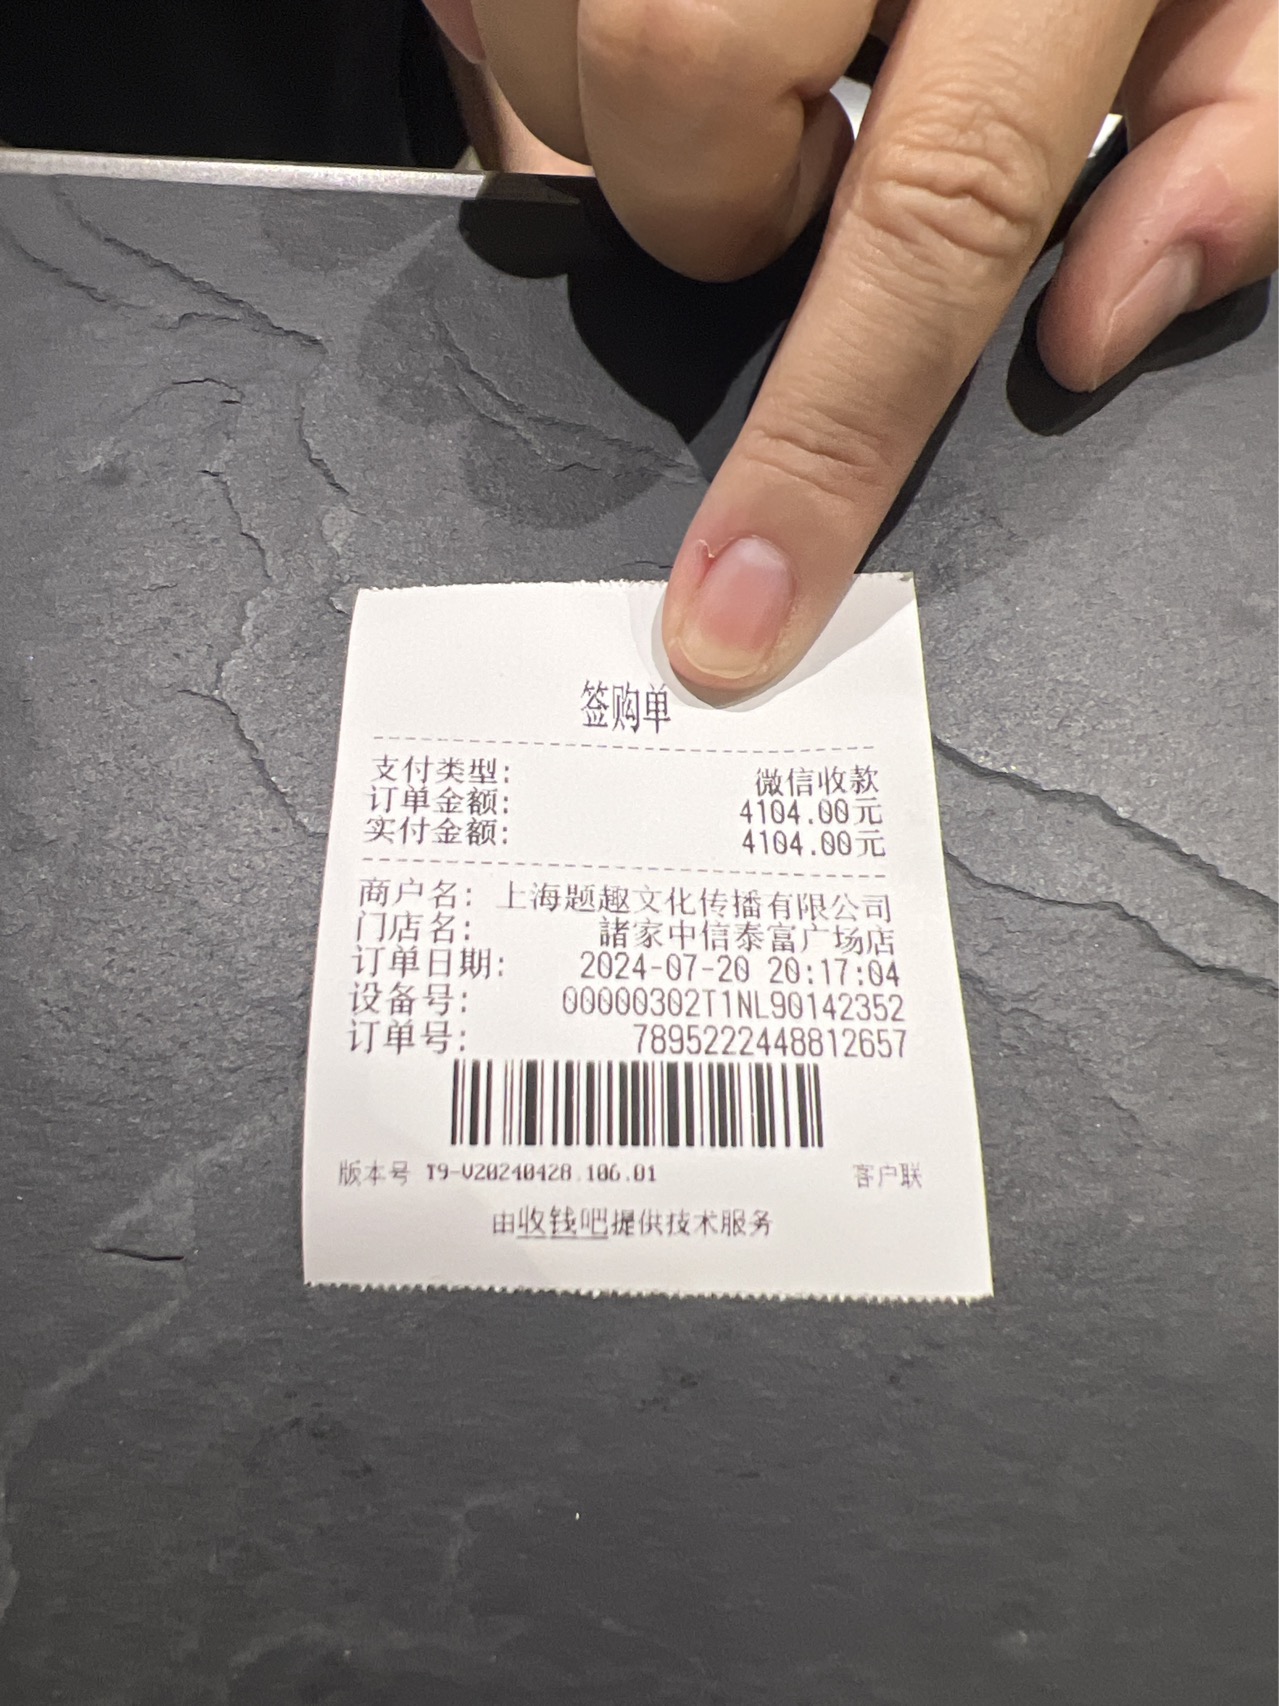 签购单
支付类型: 微信收款
订单金额: 4104.00元
实付金额: 4104.00元
商户名: 上海题趣文化传播有限公司
门店名: 諸家中信泰富广场店
订单日期: 2024-07-20 20:17:04
设备号: 00000302T1NL90142352
订单号: 7895222448812657
版本号 T9-V20240428.106.01 客户联
由收钱吧提供技术服务